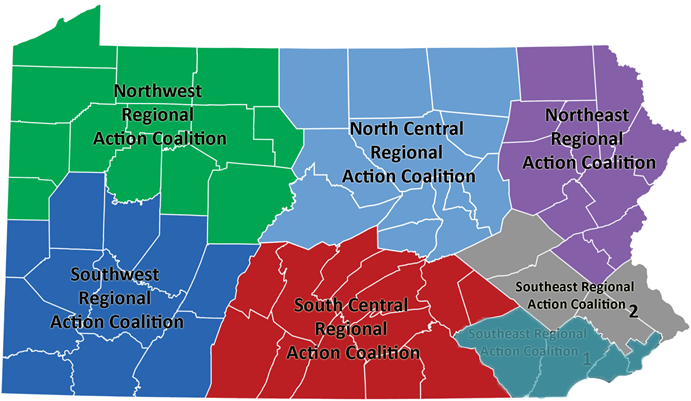 Northwest
Regional
Action Coalition
North Central
Regional
Action Coalition
Northeast
Regional
Action Coalition
Southwest
Regional
Action Coalition
South Central
Regional
Action Coalition
Southeast Regional
Action Coalition 2
Southeast Regional
Action Coalition 1